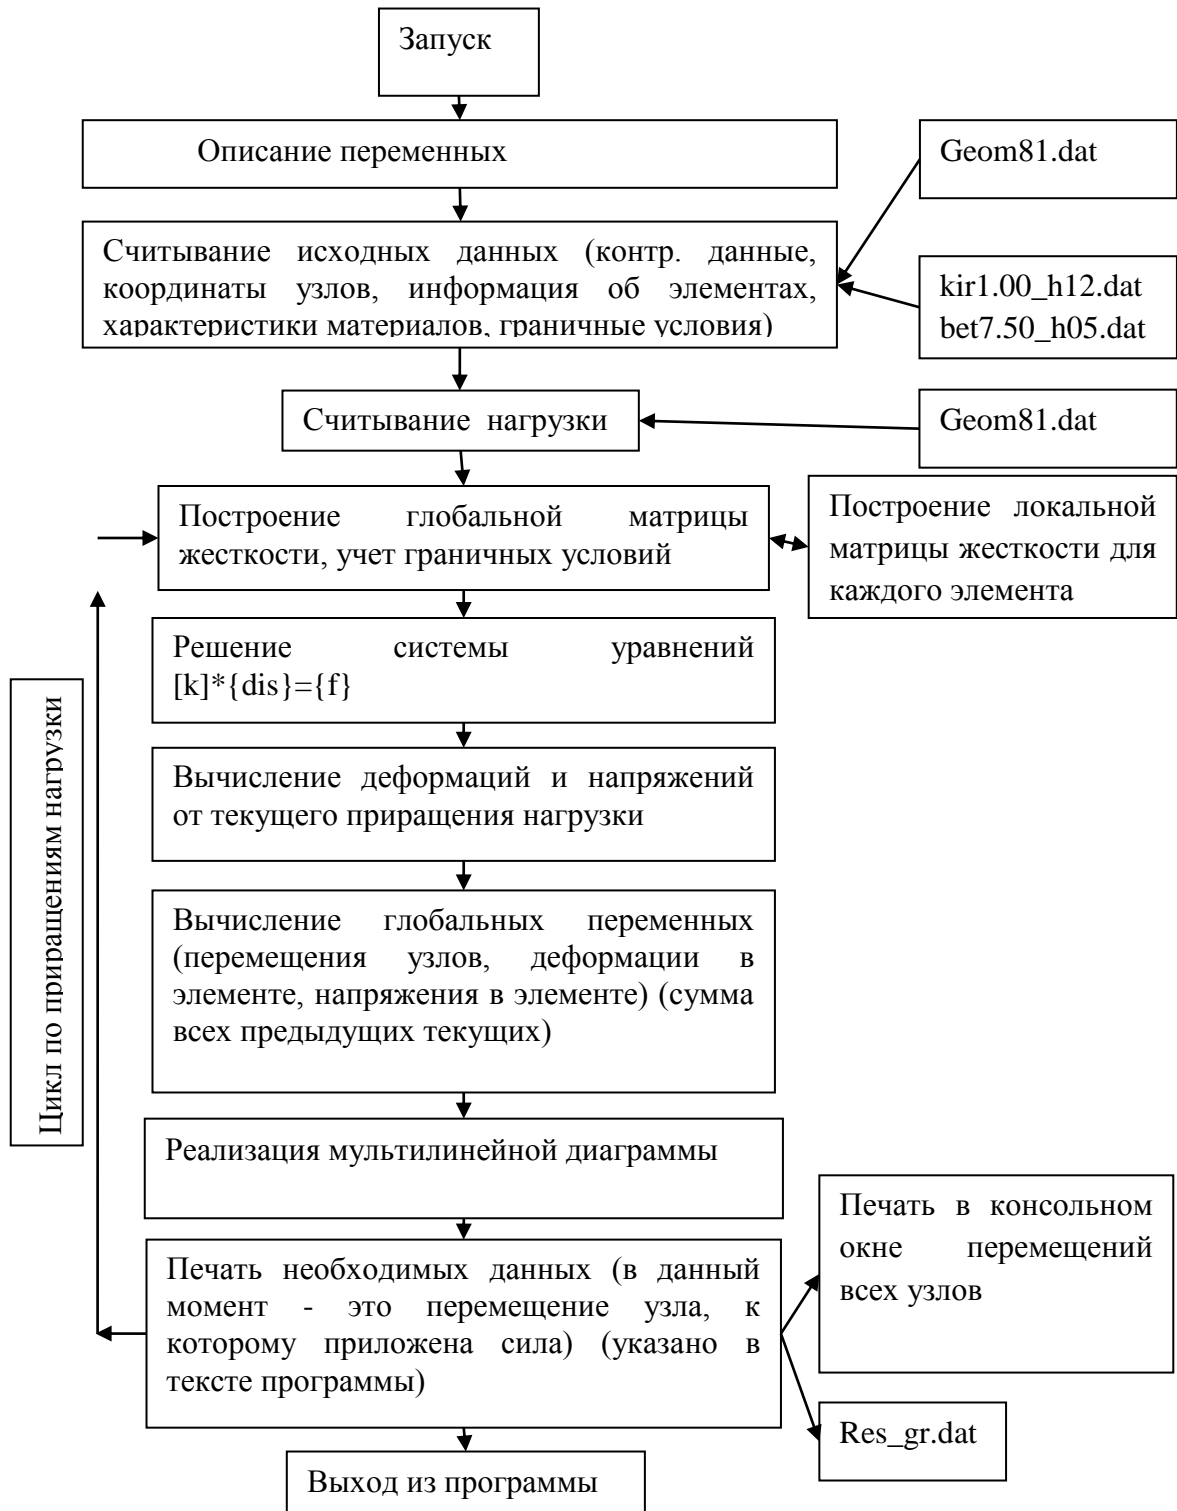 Запуск
Описание переменных
Geom81.dat
Считывание исходных данных (контр. данные,
координаты узлов, информация об элементах,
характеристики материалов, граничные условия)
kir1.00_h12.dat
bet7.50_h05.dat
Считывание нагрузки
Geom81.dat
Построение глобальной матрицы
жесткости, учет граничных условий
Построение локальной
матрицы жесткости для
каждого элемента
Решение системы уравнений
[k]*{dis}={f}
Цикл по приращениям нагрузки
Вычисление деформаций и напряжений
от текущего приращения нагрузки
Вычисление глобальных переменных
(перемещения узлов, деформации в
элементе, напряжения в элементе) (сумма
всех предыдущих текущих)
Реализация мультилинейной диаграммы
Печать необходимых данных (в данный
момент - это перемещение узла, к
которому приложена сила) (указано в
тексте программы)
Печать в консольном
окне перемещений
всех узлов
Res_gr.dat
Выход из программы